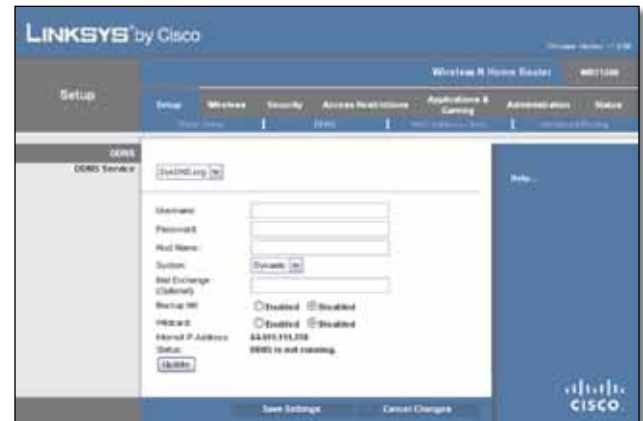 LINKSYS by Cisco
Wireless-N Home Router
Setup
Setup Wireless Security Access Restrictions Applications & Gaming Administration Status
DDNS
DDNS
DDNS Service
DynDNS.org
Help...
Username:
Password:
Host Name:
System: Dynamic
Mail Exchange (Optional):
Backup MX: Enabled Disabled
Wildcard: Enabled Disabled
Internet IP Address:
Status: DDNS is not running.
Update
Save Settings Cancel Changes
CISCO